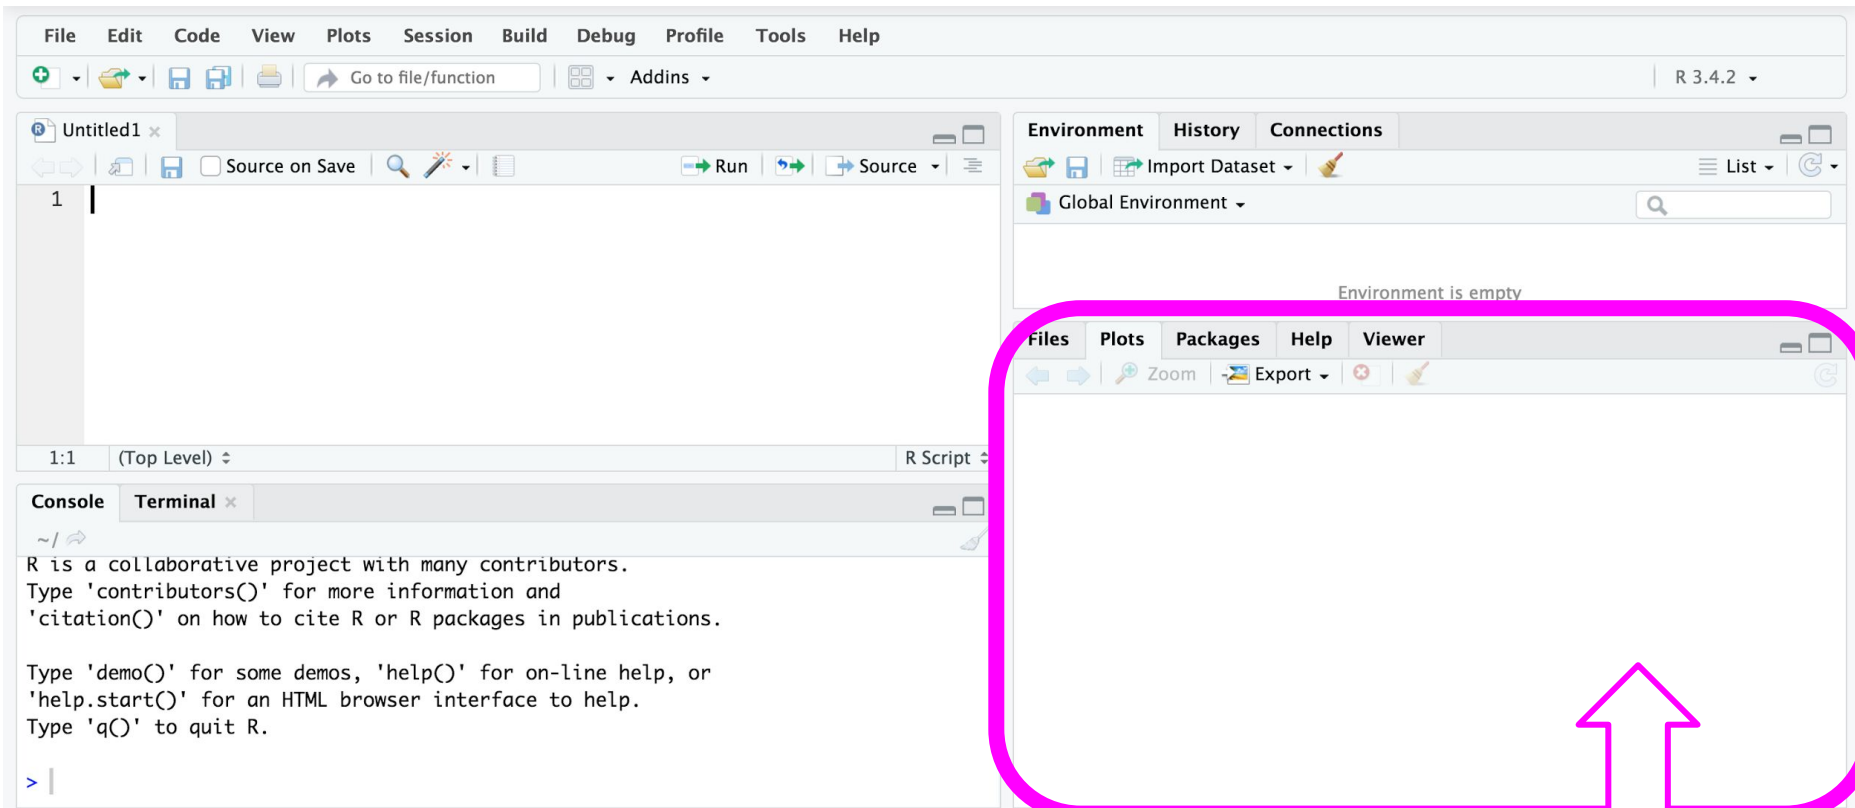 File Edit Code View Plots Session Build Debug Profile Tools Help
Go to file/function Addins R 3.4.2
Untitled1
Source on Save Run Source
1
1:1 (Top Level) R Script
Console Terminal
~/
R is a collaborative project with many contributors.
Type 'contributors()' for more information and
'citation()' on how to cite R or R packages in publications.
Type 'demo()' for some demos, 'help()' for on-line help, or
'help.start()' for an HTML browser interface to help.
Type 'q()' to quit R.
>
Environment History Connections
Import Dataset List
Global Environment
Environment is empty
Files Plots Packages Help Viewer
Zoom Export